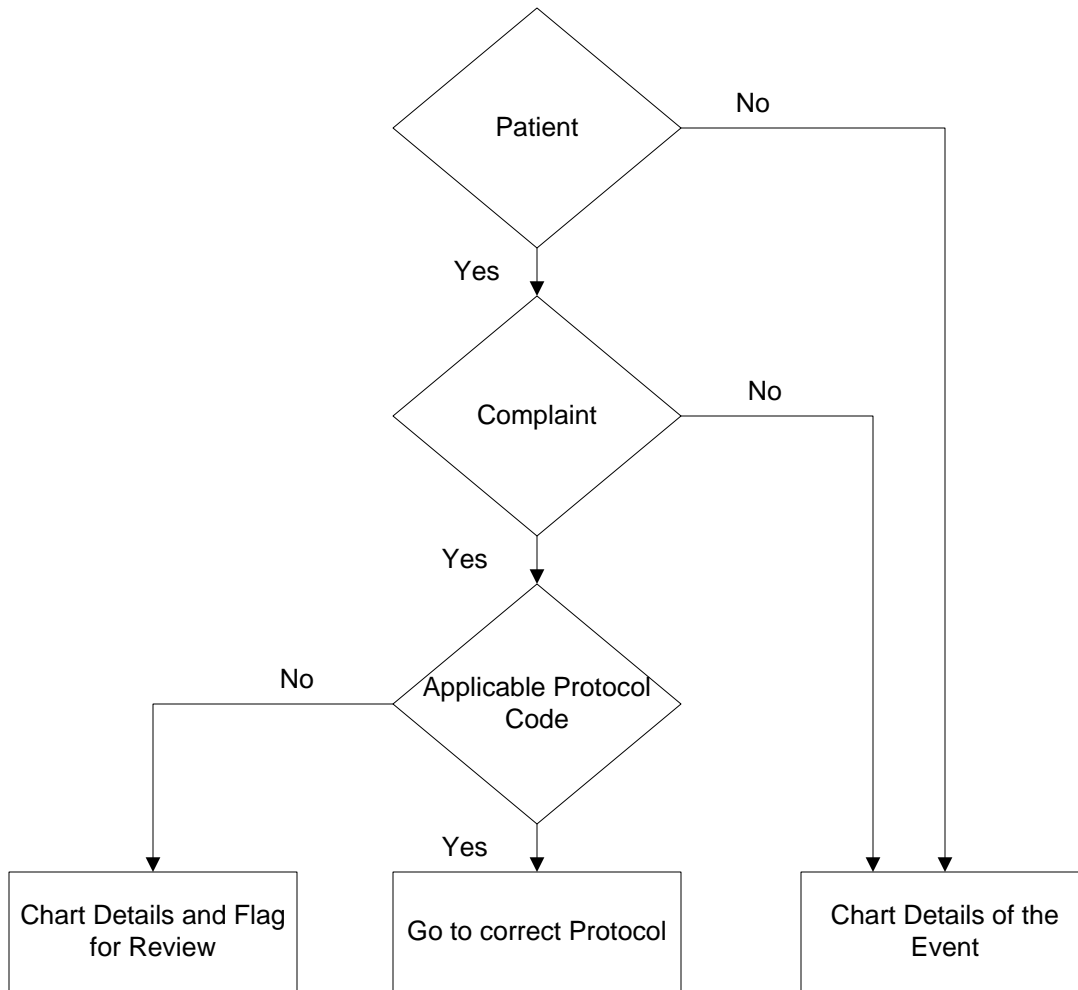 Patient
No
Yes
Complaint
No
Yes
Applicable Protocol
Code
No
Yes
Chart Details and Flag
for Review
Go to correct Protocol
Chart Details of the
Event